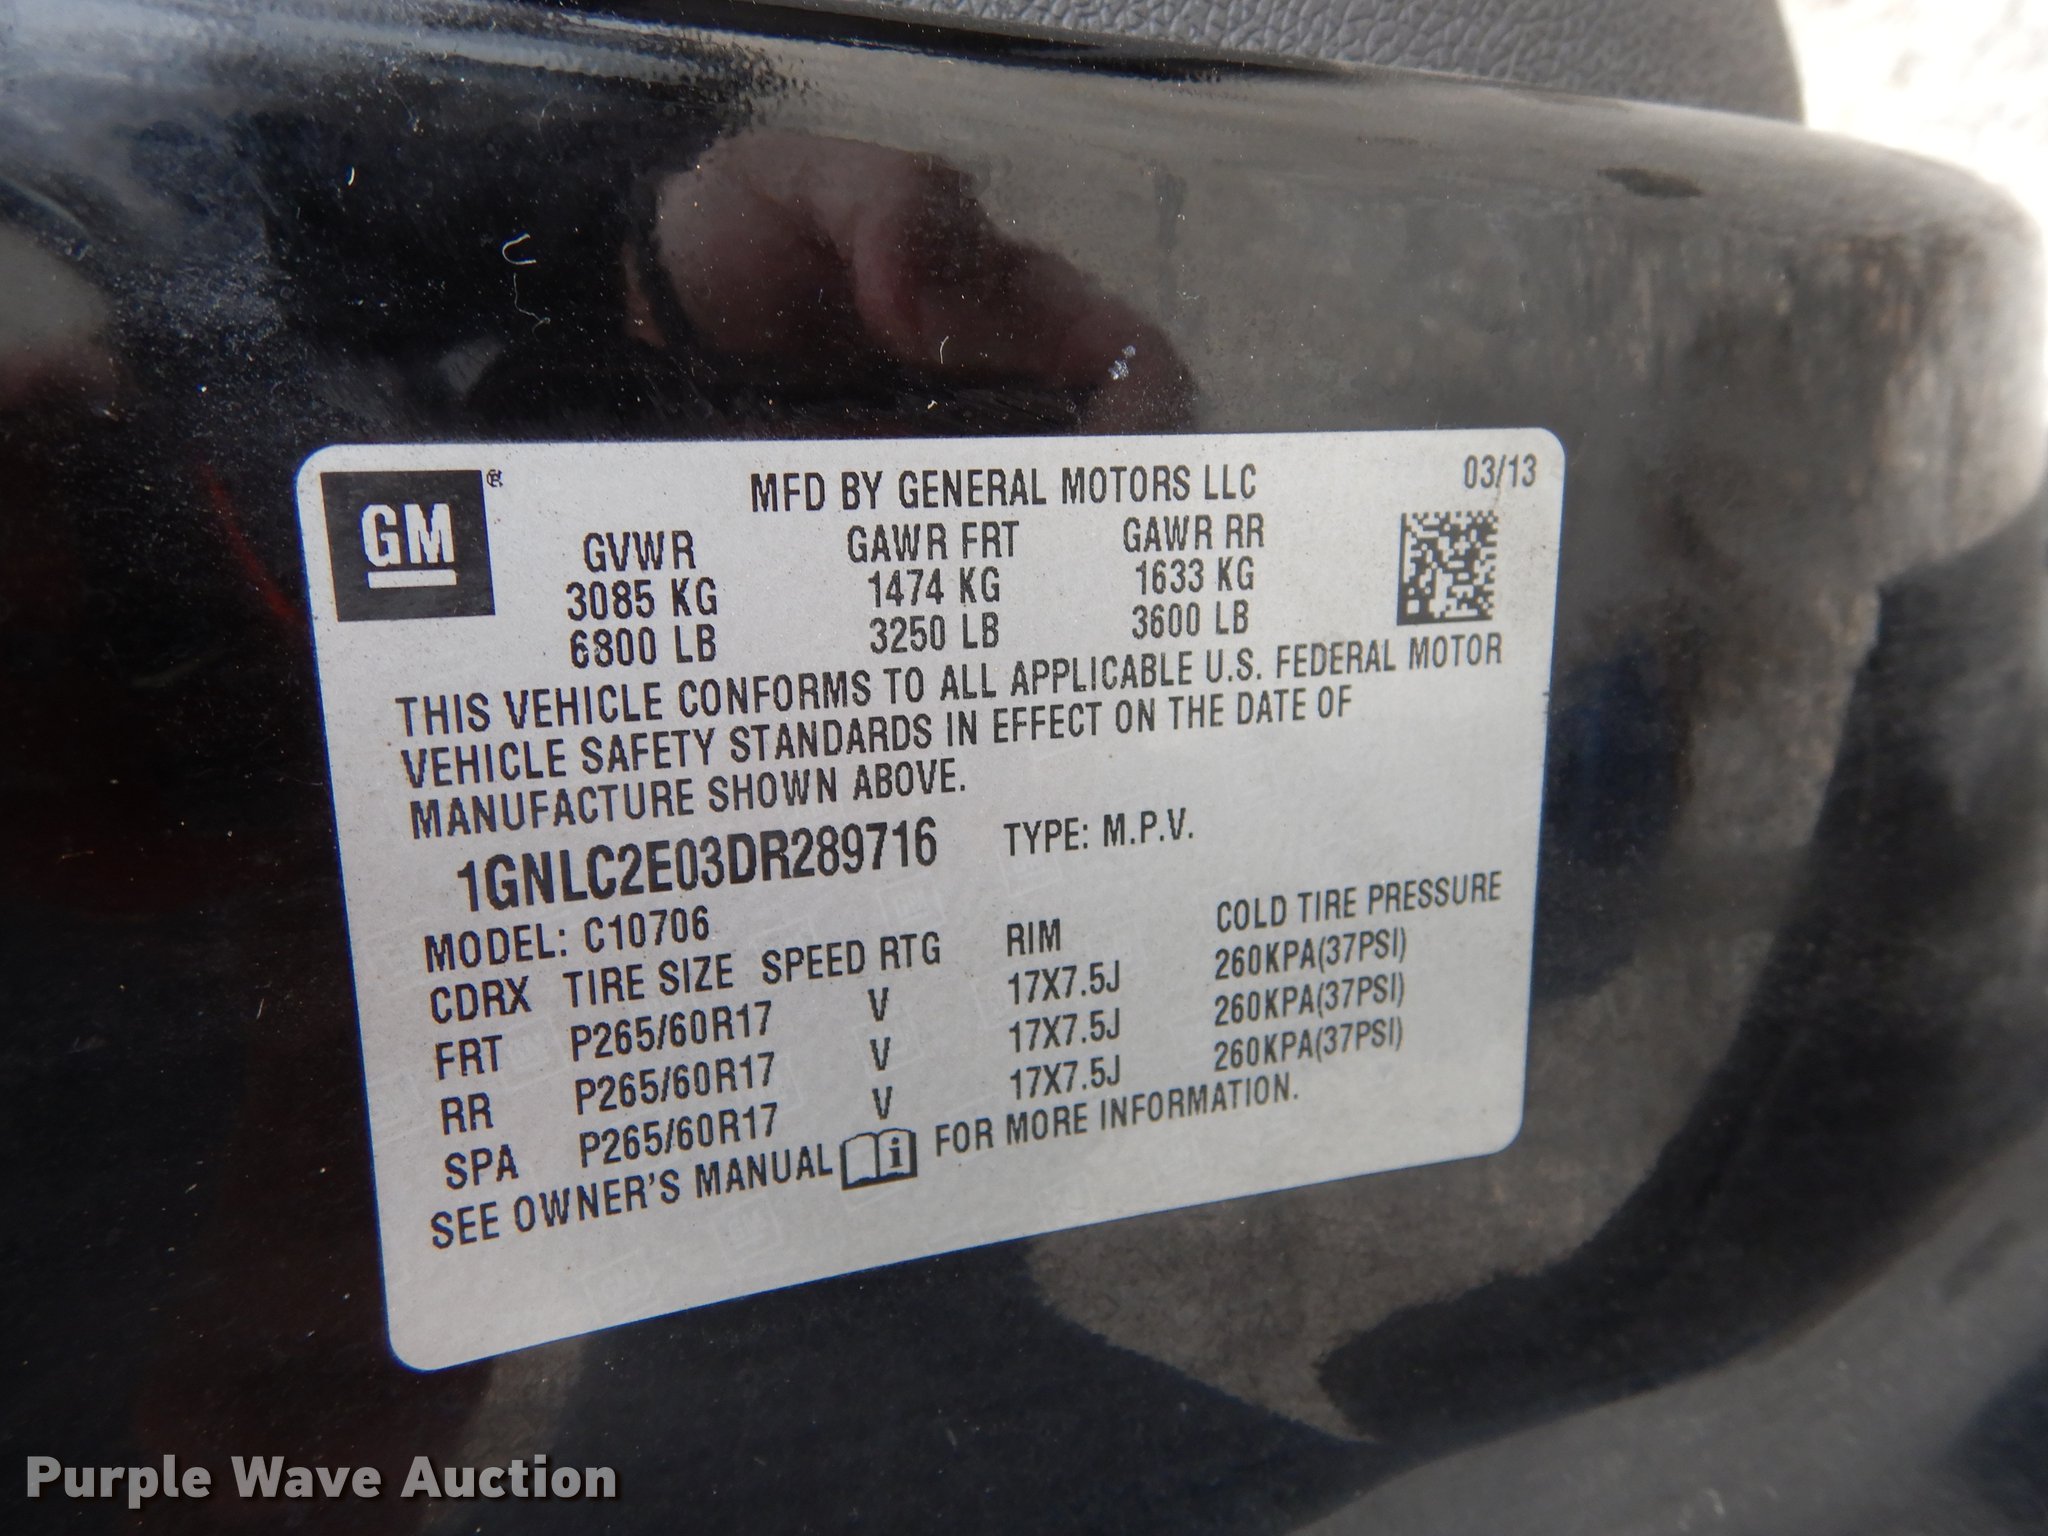 GM®
MFD BY GENERAL MOTORS LLC 03/13
GVWR GAWR FRT GAWR RR
3085 KG 1474 KG 1633 KG
6800 LB 3250 LB 3600 LB
THIS VEHICLE CONFORMS TO ALL APPLICABLE U.S. FEDERAL MOTOR
VEHICLE SAFETY STANDARDS IN EFFECT ON THE DATE OF
MANUFACTURE SHOWN ABOVE.
1GNLC2E03DR289716 TYPE: M.P.V.
MODEL: C10706
CDRX TIRE SIZE SPEED RTG RIM COLD TIRE PRESSURE
FRT P265/60R17 V 17X7.5J 260KPA(37PSI)
RR P265/60R17 V 17X7.5J 260KPA(37PSI)
SPA P265/60R17 V 17X7.5J 260KPA(37PSI)
SEE OWNER'S MANUAL i FOR MORE INFORMATION.
Purple Wave Auction